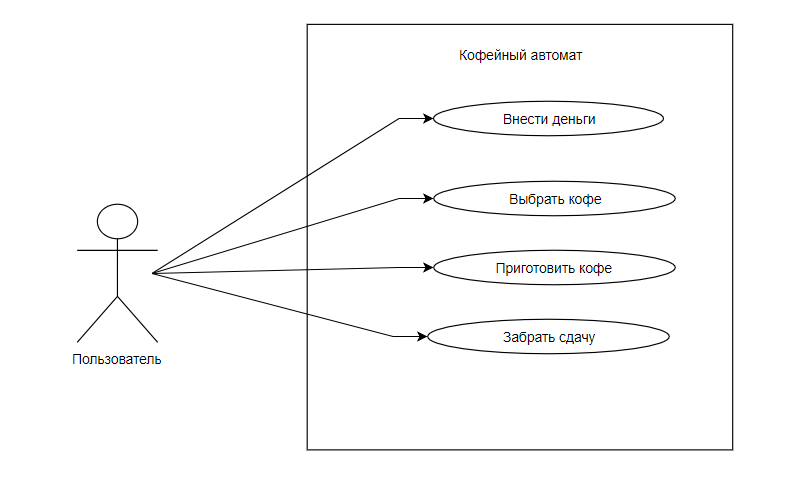 Кофейный автомат
Внести деньги
Выбрать кофе
Приготовить кофе
Забрать сдачу
Пользователь